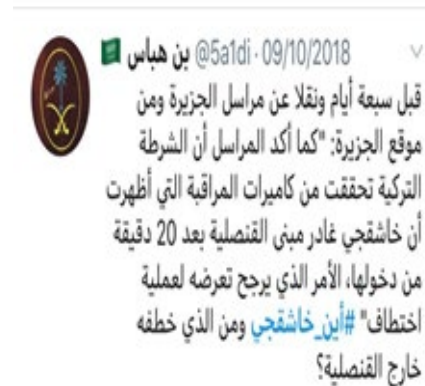 بن هباس 🇸🇦 @5a1di · 09/10/2018
قبل سبعة أيام ونقلا عن مراسل الجزيرة ومن
موقع الجزيرة: "كما أكد المراسل أن الشرطة
التركية تحققت من كاميرات المراقبة التي أظهرت
أن خاشقجي غادر مبنى القنصلية بعد 20 دقيقة
من دخولها، الأمر الذي يرجح تعرضه لعملية
اختطاف" #أين_خاشقجي ومن الذي خطفه
خارج القنصلية؟